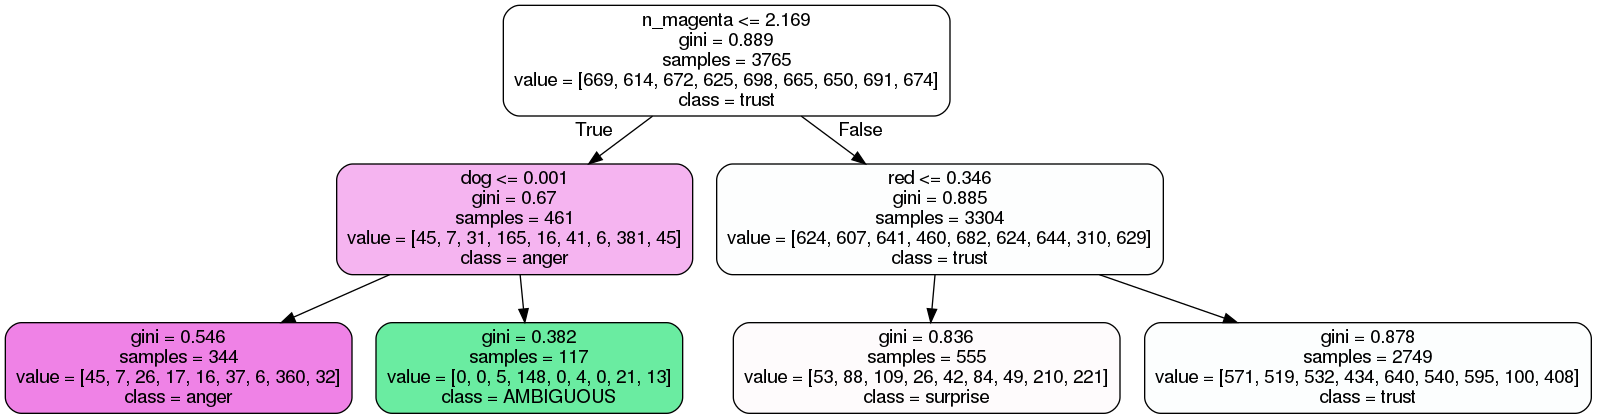 n_magenta <= 2.169
gini = 0.889
samples = 3765
value = [669, 614, 672, 625, 698, 665, 650, 691, 674]
class = trust
True
False
dog <= 0.001
gini = 0.67
samples = 461
value = [45, 7, 31, 165, 16, 41, 6, 381, 45]
class = anger
red <= 0.346
gini = 0.885
samples = 3304
value = [624, 607, 641, 460, 682, 624, 644, 310, 629]
class = trust
gini = 0.546
samples = 344
value = [45, 7, 26, 17, 16, 37, 6, 360, 32]
class = anger
gini = 0.382
samples = 117
value = [0, 0, 5, 148, 0, 4, 0, 21, 13]
class = AMBIGUOUS
gini = 0.836
samples = 555
value = [53, 88, 109, 26, 42, 84, 49, 210, 221]
class = surprise
gini = 0.878
samples = 2749
value = [571, 519, 532, 434, 640, 540, 595, 100, 408]
class = trust